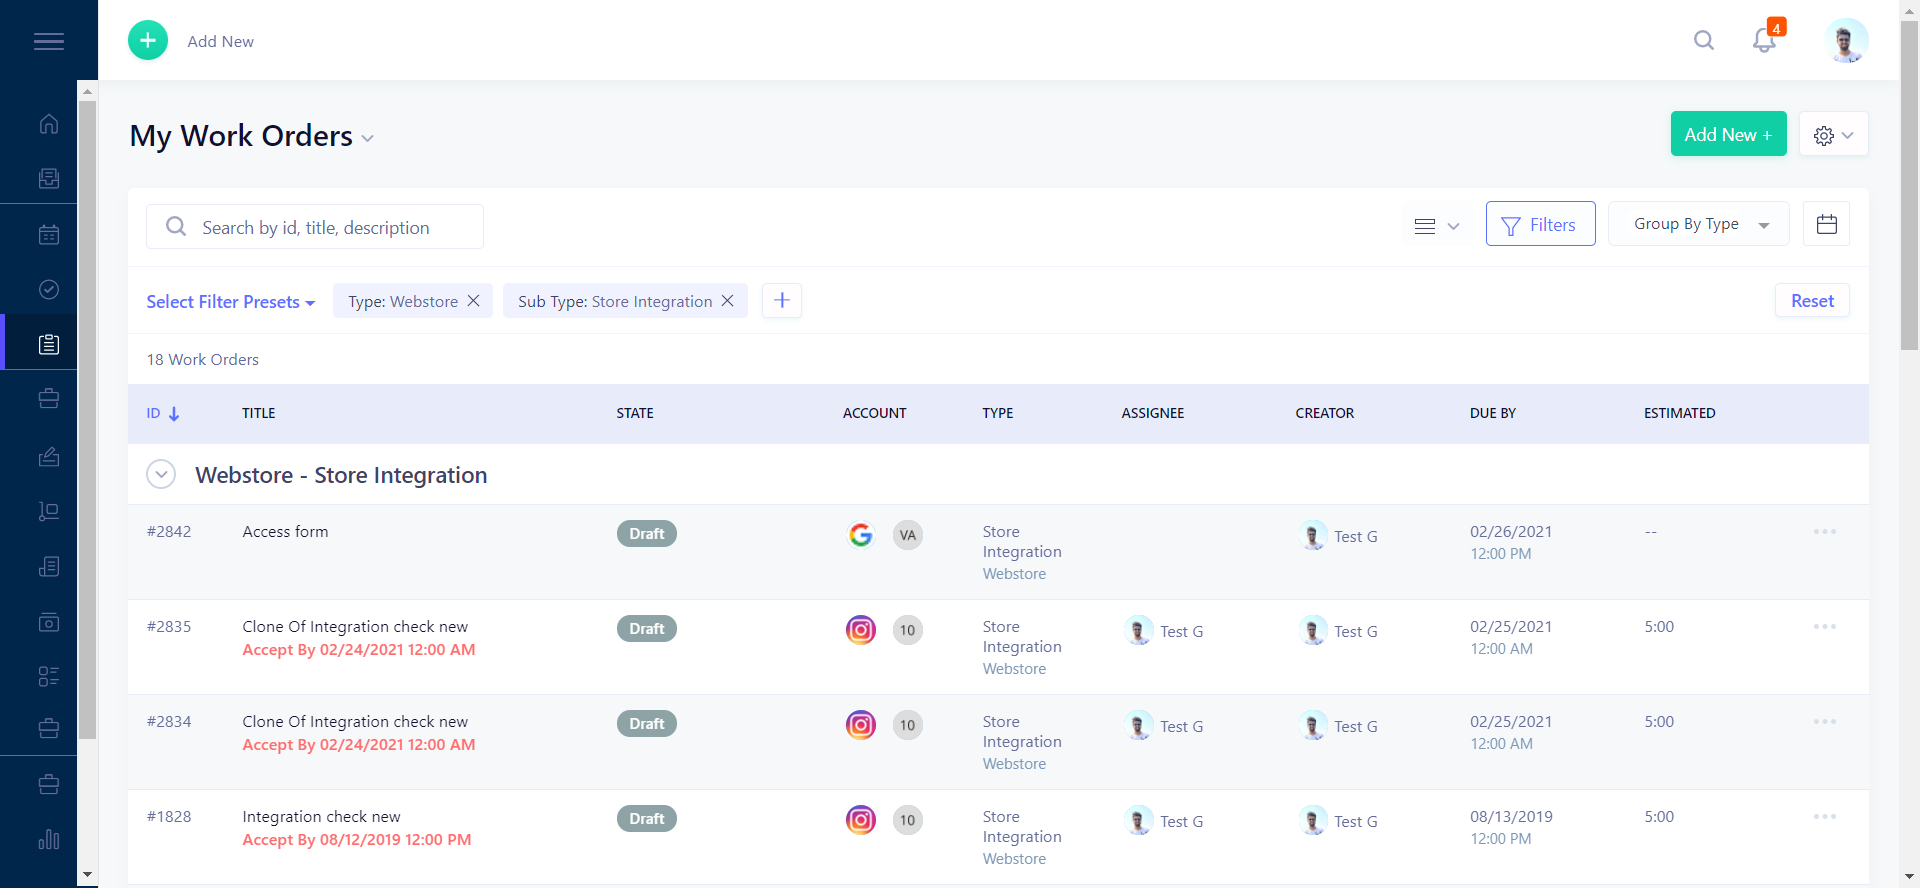 Add New
4
My Work Orders
Add New +
Search by id, title, description
Filters
Group By Type
Select Filter Presets
Type: Webstore
Sub Type: Store Integration
Reset
18 Work Orders
ID TITLE STATE ACCOUNT TYPE ASSIGNEE CREATOR DUE BY ESTIMATED
Webstore - Store Integration
#2842 Access form Draft VA Store Test G 02/26/2021 --
Integration 12:00 PM
Webstore
#2835 Clone Of Integration check new Draft 10 Store Test G Test G 02/25/2021 5:00
Accept By 02/24/2021 12:00 AM Integration 12:00 AM
Webstore
#2834 Clone Of Integration check new Draft 10 Store Test G Test G 02/25/2021 5:00
Accept By 02/24/2021 12:00 AM Integration 12:00 AM
Webstore
#1828 Integration check new Draft 10 Store Test G Test G 08/13/2019 5:00
Accept By 08/12/2019 12:00 PM Integration 12:00 PM
Webstore